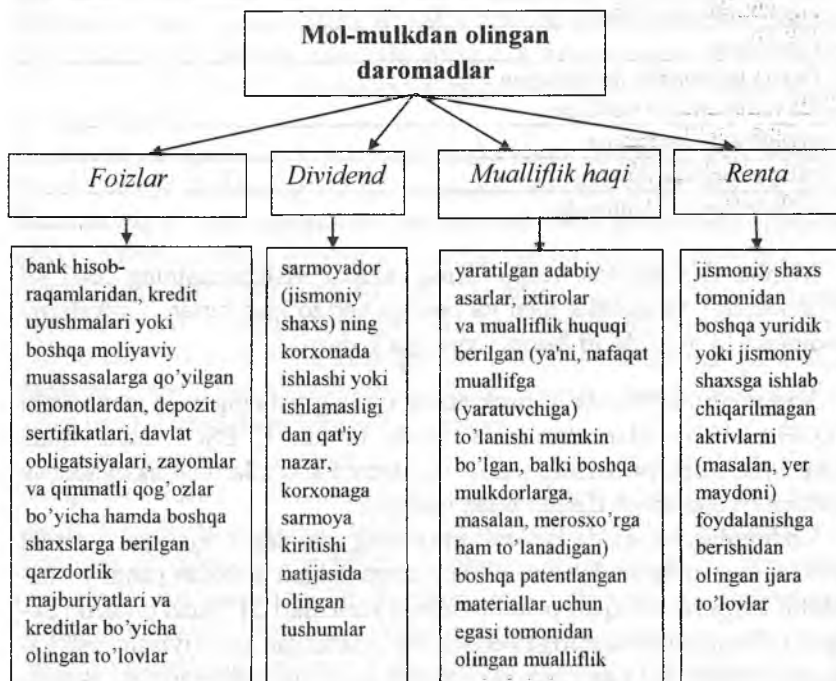 Mol-mulkdan olingan
daromadlar
Foizlar
Dividend
Mualliflik haqi
Renta
bank hisob-
raqamlaridan, kredit
uyushmalari yoki
boshqa moliyaviy
muassasalarga qo'yilgan
omonotlardan, depozit
sertifikatlari, davlat
obligatsiyalari, zayomlar
va qimmatli qog'ozlar
bo'yicha hamda boshqa
shaxslarga berilgan
qarzdorlik
majburiyatlari va
kreditlar bo'yicha
olingan to'lovlar
sarmoyador
(jismoniy
shaxs) ning
korxonada
ishlashi yoki
ishlamasligi
dan qat'iy
nazar,
korxonaga
sarmoya
kiritishi
natijasida
olingan
tushumlar
yaratilgan adabiy
asarlar, ixtirolar
va mualliflik huquqi
berilgan (ya'ni, nafaqat
muallifga
(yaratuvchiga)
to'lanishi mumkin
bo'lgan, balki boshqa
mulkdorlarga,
masalan, merosxo'rga
ham to'lanadigan)
boshqa patentlangan
materiallar uchun
egasi tomonidan
olingan mualliflik
jismoniy shaxs
tomonidan
boshqa yuridik
yoki jismoniy
shaxsga ishlab
chiqarilmagan
aktivlarni
(masalan, yer
maydoni)
foydalanishga
berishidan
olingan ijara
to'lovlar